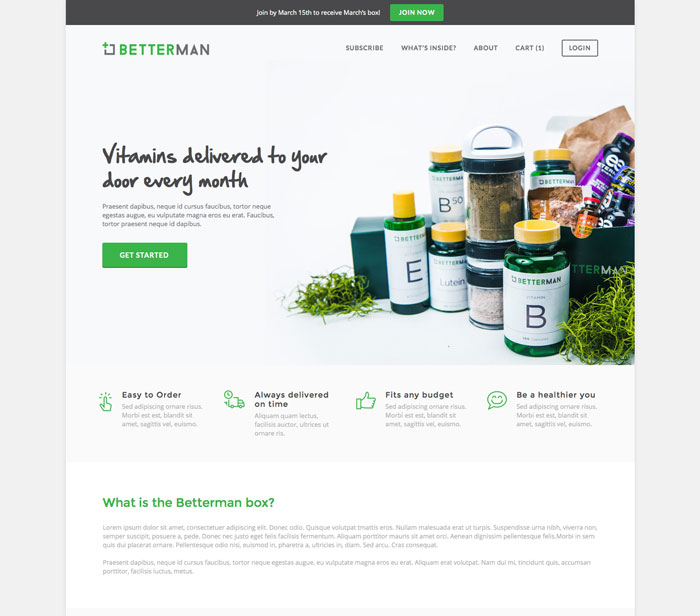 Join by March 15th to receive March's box!
JOIN NOW
BETTERMAN
SUBSCRIBE
WHAT'S INSIDE?
ABOUT
CART (1)
LOGIN
Vitamins delivered to your
door every month
Praesent dapibus, neque id cursus faucibus, tortor neque
egestas augue, eu vulputate magna eros eu erat. Faucibus,
tortor praesent neque id dapibus.
GET STARTED
B50
BETTERMAN
E
Lutein
BETTERMAN
VITAMINS
B
BETTERMAN
Easy to Order
Sed adipiscing ornare risus.
Morbi est est, blandit sit
amet, sagittis vel, euismo.
Always delivered
on time
Aliquam quam lectus,
facilisis auctor, ultrices ut
ornare ris.
Fits any budget
Sed adipiscing ornare risus.
Morbi est est, blandit sit
amet, sagittis vel, euismo.
Be a healthier you
Sed adipiscing ornare risus.
Morbi est est, blandit sit
amet, sagittis vel, euismo.
What is the Betterman box?
Lorem ipsum dolor sit amet, consectetuer adipiscing elit. Donec odio. Quisque volutpat mattis eros. Nullam malesuada erat ut turpis. Suspendisse urna nibh, viverra non,
semper suscipit, posuere a, pede. Donec nec justo eget felis facilisis fermentum. Aliquam porttitor mauris sit amet orci. Aenean dignissim pellentesque felis.Morbi in sem
quis dui placerat ornare. Pellentesque odio nisi, euismod in, pharetra a, ultricies in, diam. Sed arcu. Cras consequat.
Praesent dapibus, neque id cursus faucibus, tortor neque egestas augue, eu vulputate magna eros eu erat. Aliquam erat volutpat. Nam dui mi, tincidunt quis, accumsan
porttitor, facilisis luctus, metus.